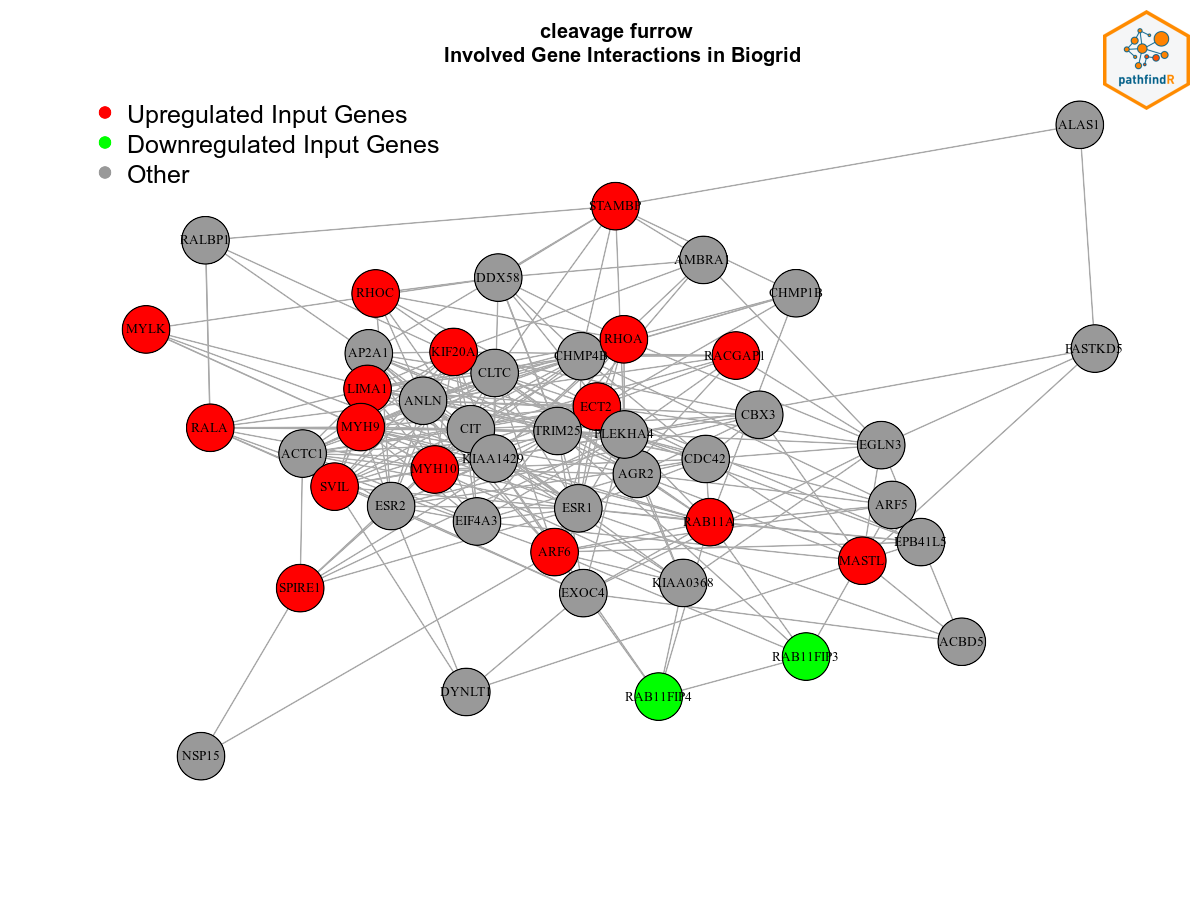 cleavage furrow
Involved Gene Interactions in Biogrid
pathfindR
Upregulated Input Genes
Downregulated Input Genes
Other
ALAS1
STAMBP
RALBP1
AMBRA1
DDX58
CHMP1B
RHOC
MYLK
RHOA
FASTKD5
AP2A1
KIF20A
CHMP4B
RACGAP1
CLTC
LIMA1
ANLN
ECT2
CBX3
RALA
MYH9
CIT
TRIM25
PLEKHA4
EGLN3
ACTC1
KIAA1429
CDC42
MYH10
AGR2
SVIL
ESR2
ESR1
ARF5
EIF4A3
RAB11A
EPB41L5
ARF6
MASTL
SPIRE1
EXOC4
KIAA0368
ACBD5
RAB11FIP3
DYNLT1
RAB11FIP4
NSP15